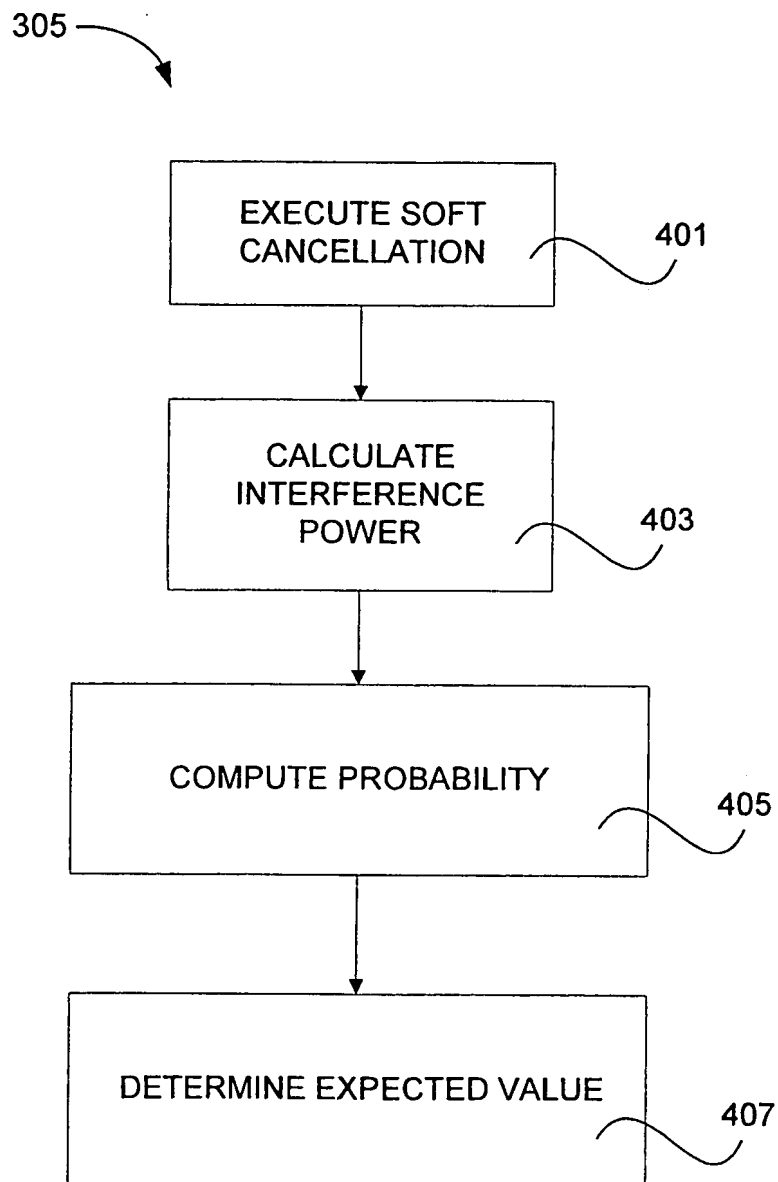 305
EXECUTE SOFT
CANCELLATION
401
CALCULATE
INTERFERENCE
POWER
403
COMPUTE PROBABILITY
405
DETERMINE EXPECTED VALUE
407